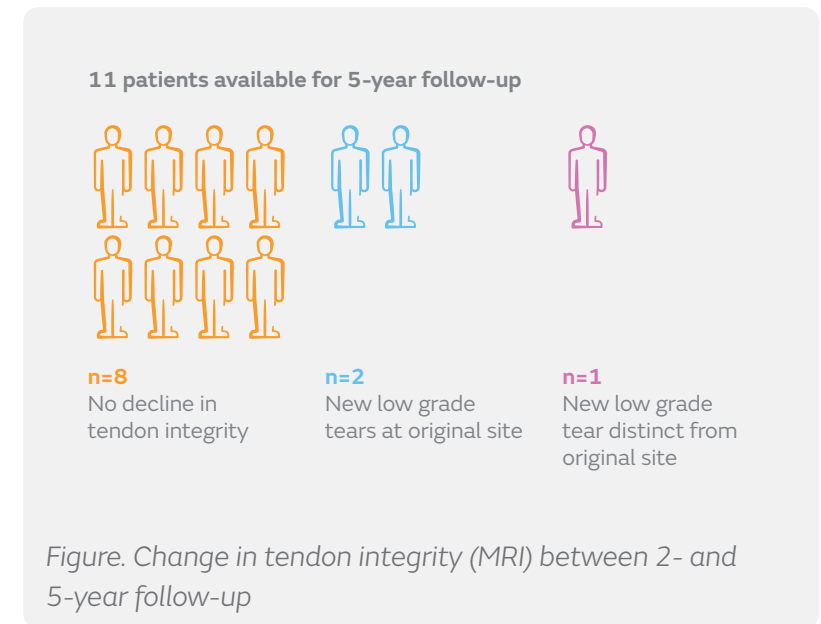 11 patients available for 5-year follow-up
n=8
No decline in
tendon integrity
n=2
New low grade
tears at original site
n=1
New low grade
tear distinct from
original site
Figure. Change in tendon integrity (MRI) between 2- and
5-year follow-up